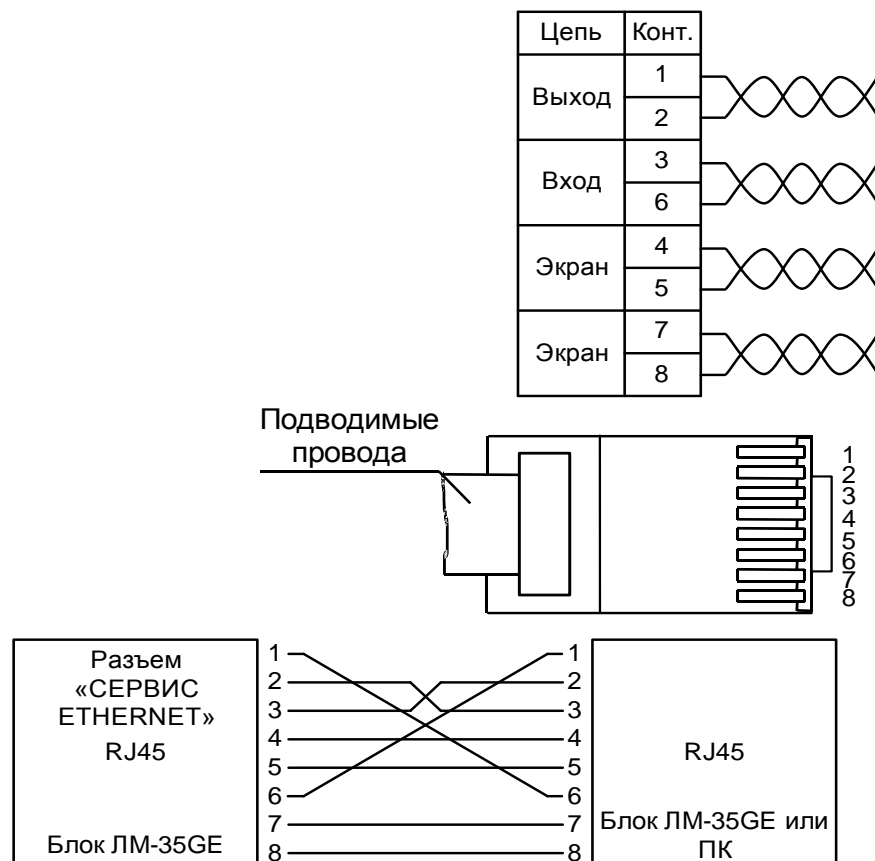 Цепь Конт.
Выход 1
2
Вход 3
6
Экран 4
5
Экран 7
8
Подводимые
провода
1
2
3
4
5
6
7
8
Разъем
«СЕРВИС
ETHERNET»
RJ45
Блок ЛМ-35GE
1 1
2 2
3 3
4 4
5 5
6 6
7 7
8 8
RJ45
Блок ЛМ-35GE или
ПК